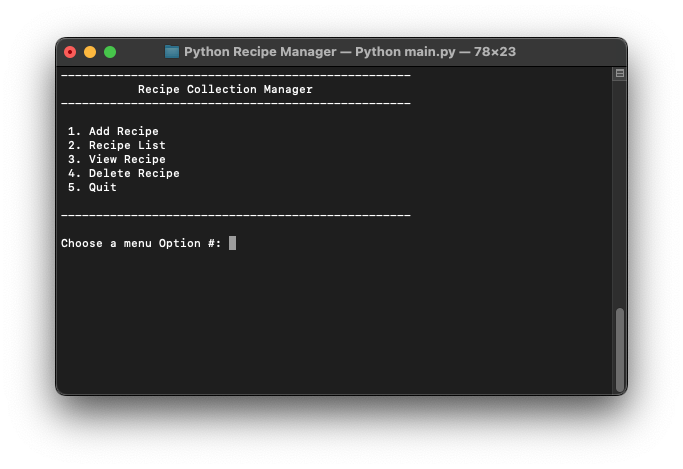 Python Recipe Manager — Python main.py — 78×23
Recipe Collection Manager
1. Add Recipe
2. Recipe List
3. View Recipe
4. Delete Recipe
5. Quit
Choose a menu Option #: